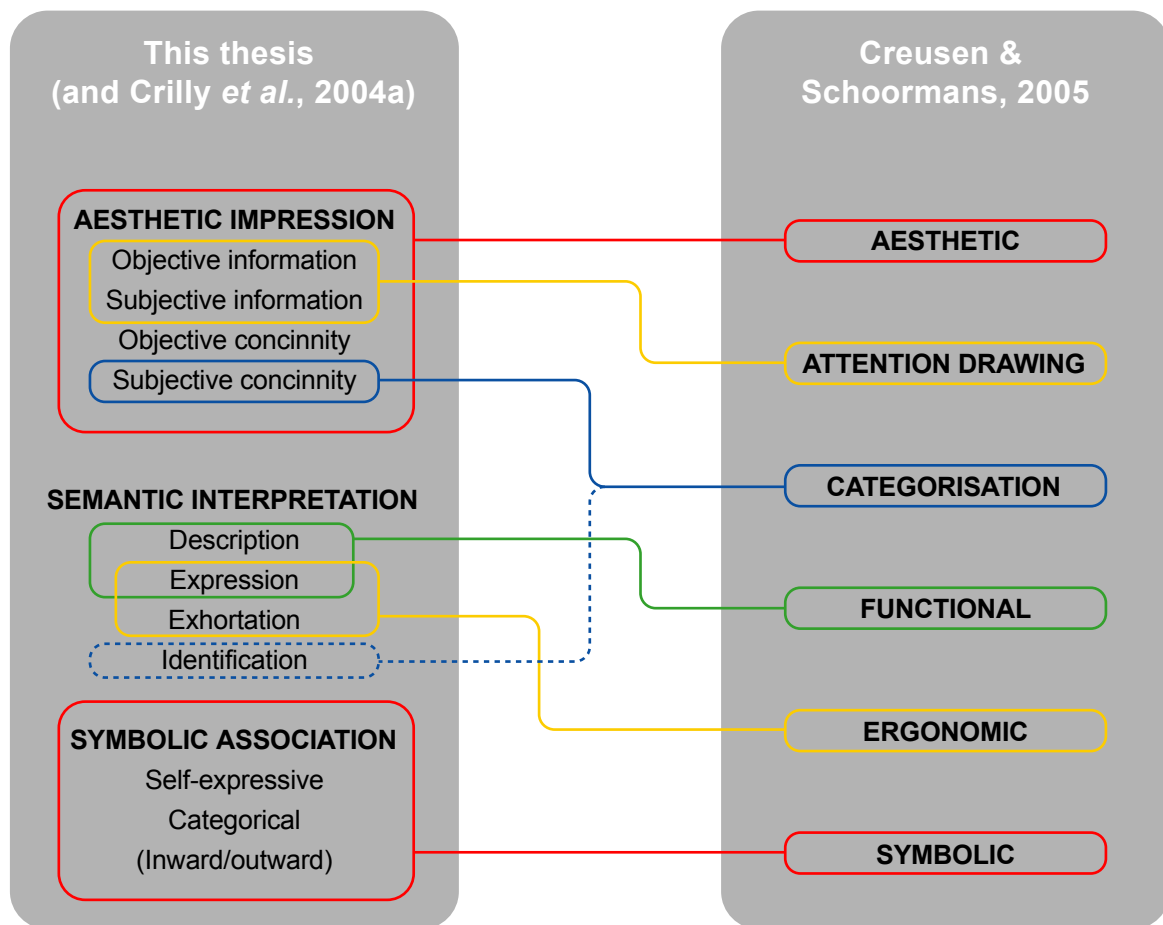 This thesis
(and Crilly et al., 2004a)
AESTHETIC IMPRESSION
Objective information
Subjective information
Objective concinnity
Subjective concinnity
SEMANTIC INTERPRETATION
Description
Expression
Exhortation
Identification
SYMBOLIC ASSOCIATION
Self-expressive
Categorical
(Inward/outward)
Creusen &
Schoormans, 2005
AESTHETIC
ATTENTION DRAWING
CATEGORISATION
FUNCTIONAL
ERGONOMIC
SYMBOLIC